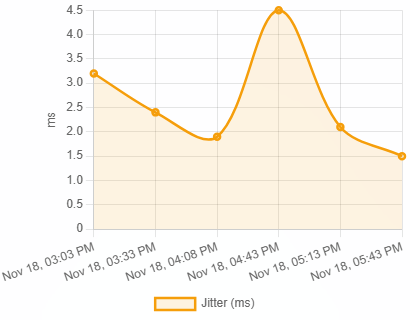 4.5
4.0
3.5
3.0
2.5
2.0
1.5
1.0
0.5
0
ms
Nov 18, 03:03 PM
Nov 18, 03:33 PM
Nov 18, 04:08 PM
Nov 18, 04:43 PM
Nov 18, 05:13 PM
Nov 18, 05:43 PM
Jitter (ms)